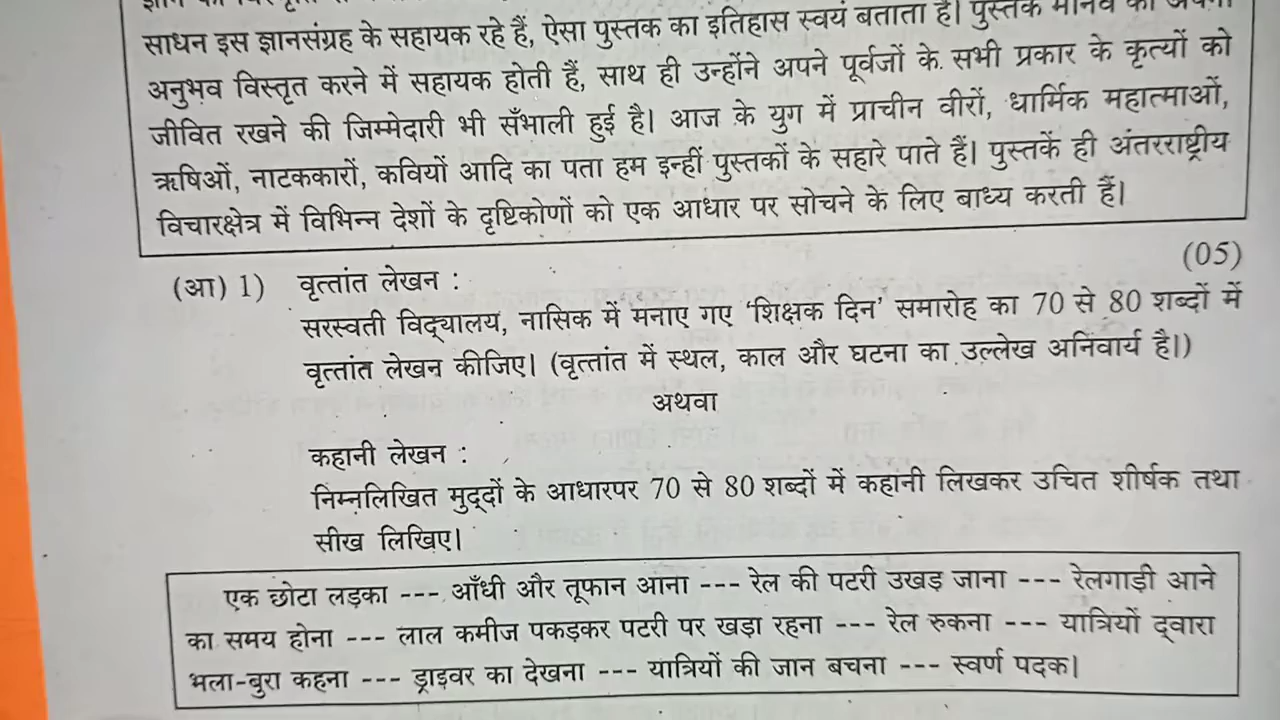 साधन इस ज्ञानसंग्रह के सहायक रहे हैं, ऐसा पुस्तक का इतिहास स्वयं बताता है। पुस्तक मानव को
अनुभव विस्तृत करने में सहायक होती हैं, साथ ही उन्होंने अपने पूर्वजों के सभी प्रकार के कृत्यों को
जीवित रखने की जिम्मेदारी भी सँभाली हुई है। आज के युग में प्राचीन वीरों, धार्मिक महात्माओं,
ऋषिओं, नाटककारों, कवियों आदि का पता हम इन्हीं पुस्तकों के सहारे पाते हैं। पुस्तकें ही अंतरराष्ट्रीय
विचारक्षेत्र में विभिन्न देशों के दृष्टिकोणों को एक आधार पर सोचने के लिए बाध्य करती हैं।
(05)
(आ) 1) वृत्तांत लेखन :
सरस्वती विद्यालय, नासिक में मनाए गए ‘शिक्षक दिन’ समारोह का 70 से 80 शब्दों में
वृत्तांत लेखन कीजिए। (वृत्तांत में स्थल, काल और घटना का उल्लेख अनिवार्य है।)
अथवा
कहानी लेखन :
निम्नलिखित मुद्दों के आधारपर 70 से 80 शब्दों में कहानी लिखकर उचित शीर्षक तथा
सीख लिखिए।
एक छोटा लड़का --- आँधी और तूफान आना --- रेल की पटरी उखड़ जाना --- रेलगाड़ी आने
का समय होना --- लाल कमीज पकड़कर पटरी पर खड़ा रहना --- रेल रुकना --- यात्रियों द्वारा
भला-बुरा कहना --- ड्राइवर का देखना --- यात्रियों की जान बचना --- स्वर्ण पदक।